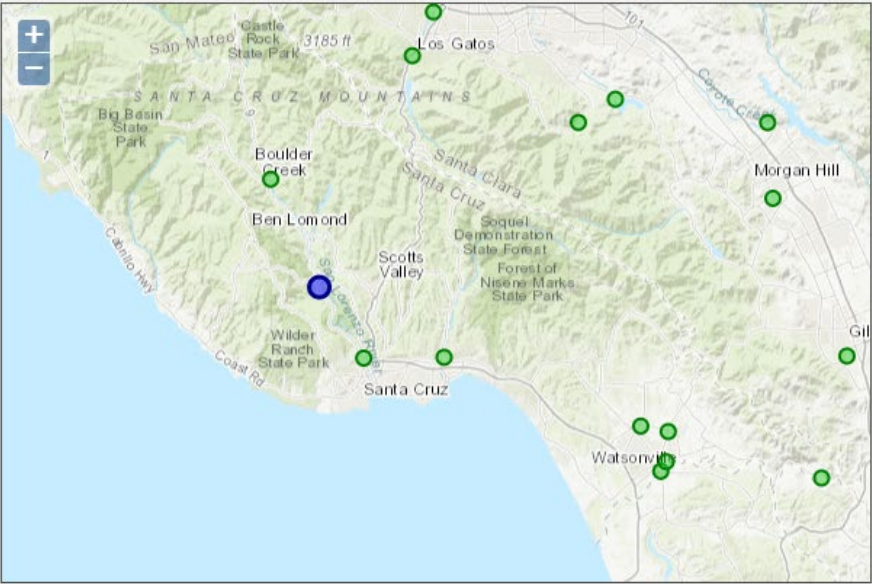 +
−
Castle
Rock
State Park
San Mateo
3185 ft
101
Los Gatos
SANTA CRUZ MOUNTAINS
Coyote Creek
Big Basin
State
Park
9
1
Boulder
Creek
Santa Clara
Santa Cruz
Morgan Hill
Ben Lomond
Soquel
Demonstration
State Forest
Cabrillo Hwy
Scotts
Valley
Forest of
Nisene Marks
State Park
San Lorenzo River
Wilder
Ranch
State Park
Gil
Coast Rd
Santa Cruz
Watsonville